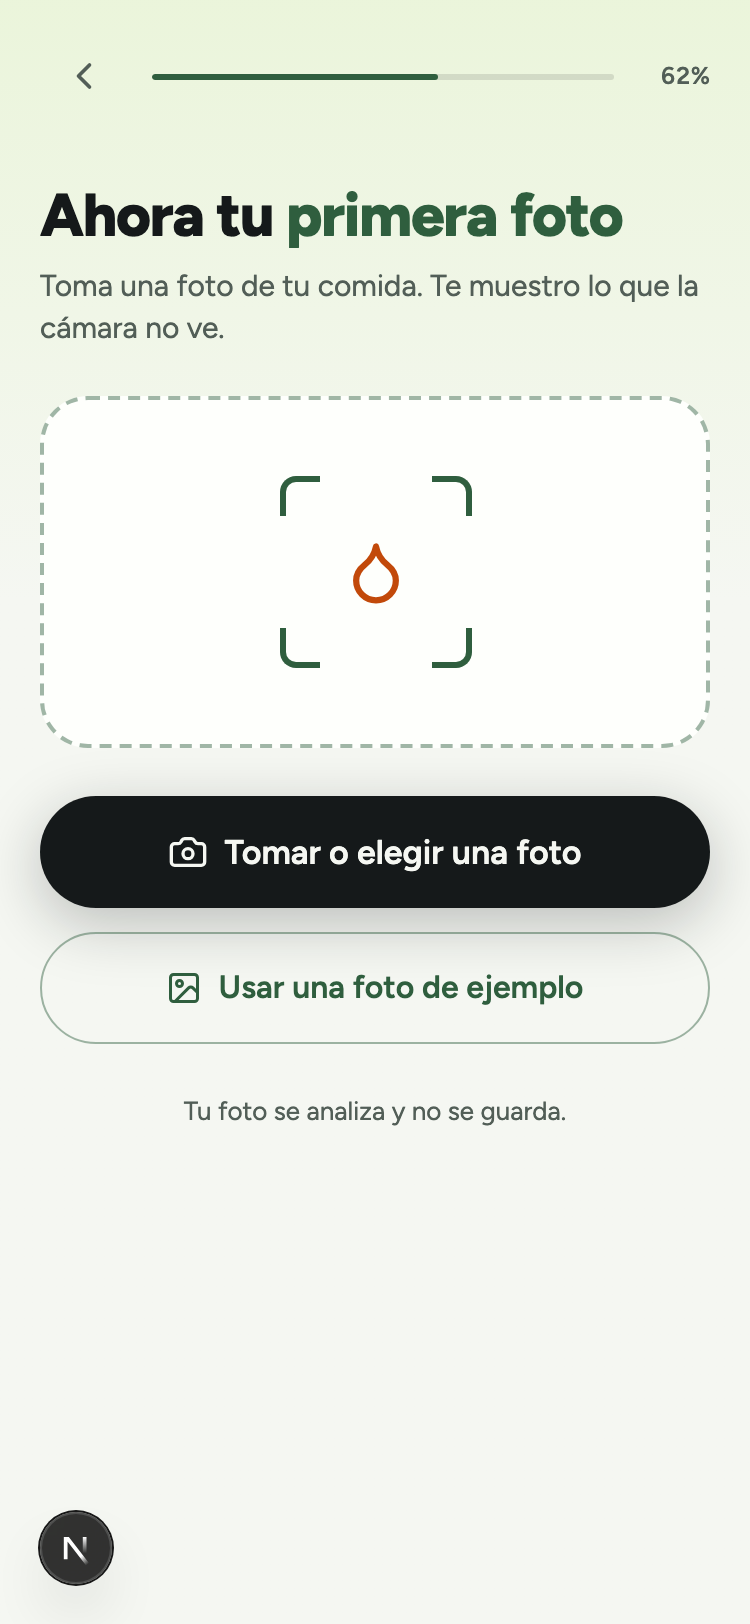 62%
Ahora tu primera foto
Toma una foto de tu comida. Te muestro lo que la
cámara no ve.
Tomar o elegir una foto
Usar una foto de ejemplo
Tu foto se analiza y no se guarda.
N